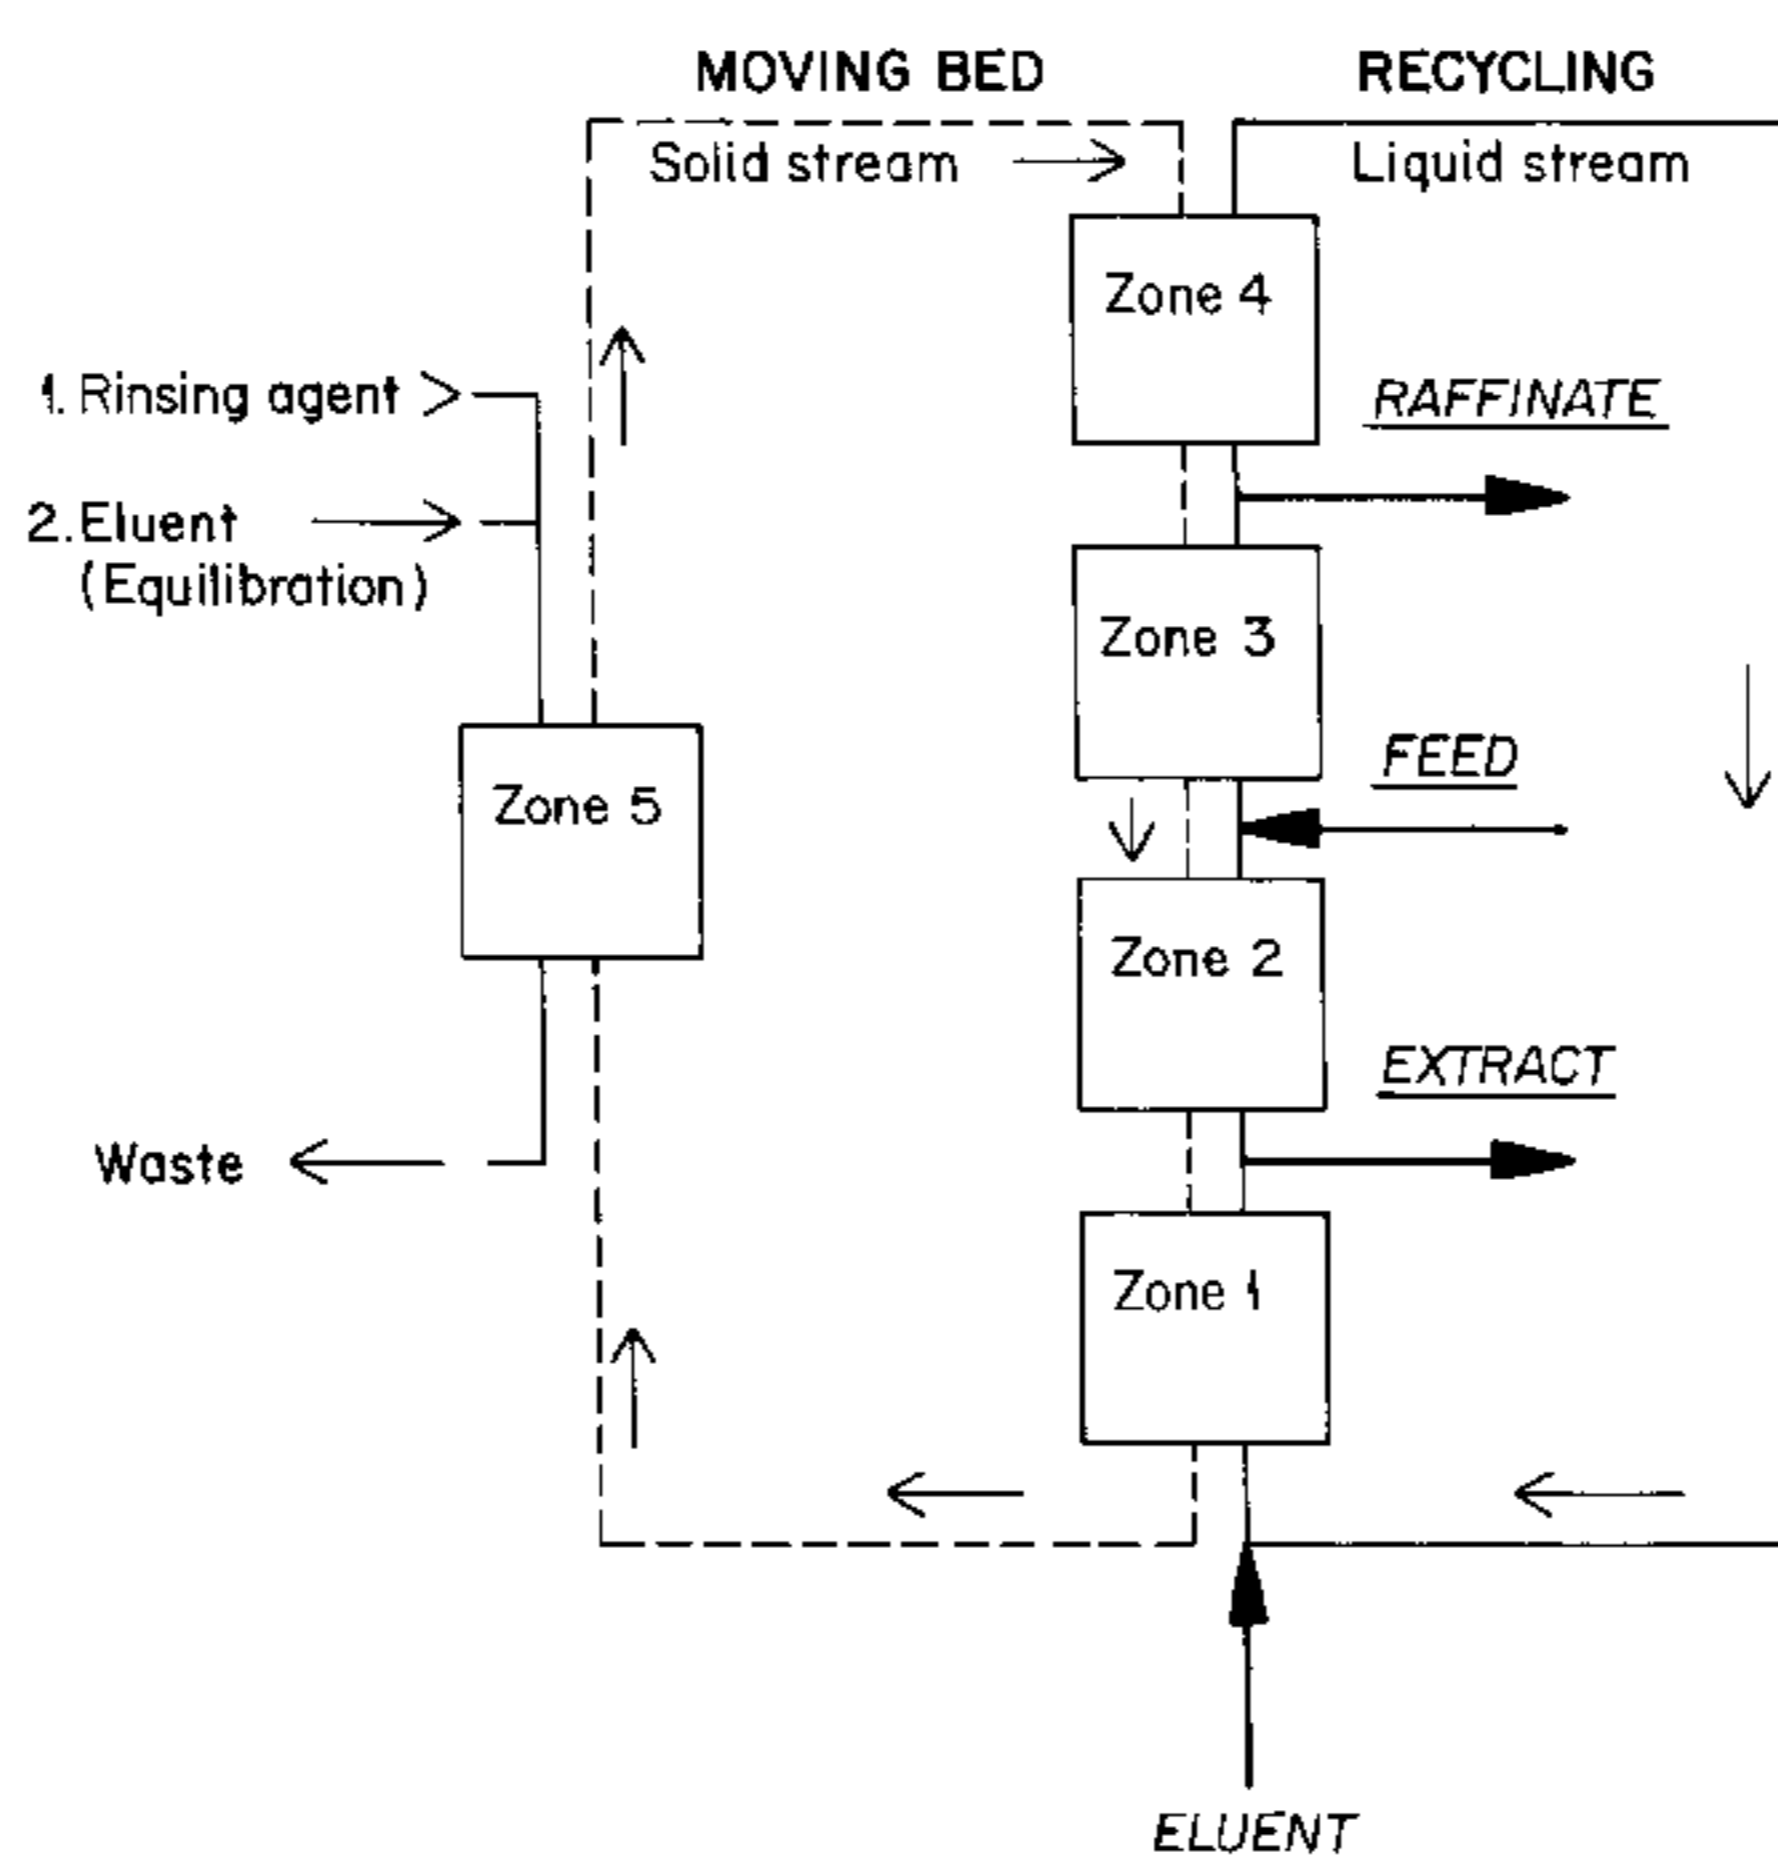 MOVING BED
RECYCLING
Solid stream
Liquid stream
Zone 4
1. Rinsing agent
RAFFINATE
2. Eluent
(Equilibration)
Zone 3
FEED
Zone 5
Zone 2
EXTRACT
Waste
Zone 1
ELUENT